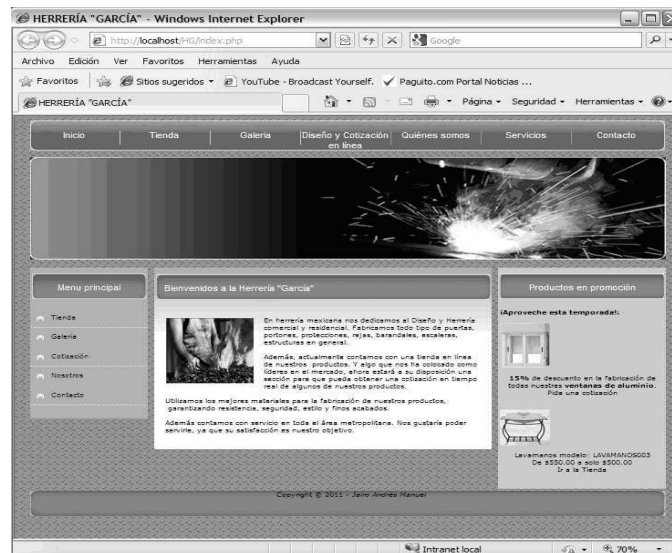 HERRERÍA "GARCÍA" - Windows Internet Explorer
http://localhost/HG/index.php
Google
Archivo Edición Ver Favoritos Herramientas Ayuda
Favoritos Sitios sugeridos YouTube - Broadcast Yourself. Paguito.com Portal Noticias ...
HERRERÍA "GARCÍA"
Página Seguridad Herramientas
Inicio Tienda Galería Diseño y Cotización Quiénes somos Servicios Contacto
en línea
Menu principal
Tienda
Galería
Cotización
Nosotros
Contacto
Bienvenidos a la Herrería "García"
En herrería mexicana nos dedicamos al Diseño y Herrería
comercial y residencial. Fabricamos todo tipo de puertas,
portones, protecciones, rejas, barandales, escaleras,
estructuras en general.
Además, actualmente contamos con una tienda en línea
de nuestros productos. Y algo que nos ha colocado como
líderes en el mercado, ahora estará a su disposición una
sección para que pueda obtener una cotización en tiempo
real de algunos de nuestros productos.
Utilizamos los mejores materiales para la fabricación de nuestros productos,
garantizando resistencia, seguridad, estilo y finos acabados.
Además contamos con servicio en toda el área metropolitana. Nos gustaría poder
servirle, ya que su satisfacción es nuestro objetivo.
Productos en promoción
¡Aproveche esta temporada!:
15% de descuento en la fabricación de
todas nuestras ventanas de aluminio.
Pida una cotización
Lavamanos modelo: LAVAMANOS003
De $550.00 a solo $500.00
Ir a la Tienda
Copyright © 2011 - Jairo Andrés Manuel
Intranet local
70%